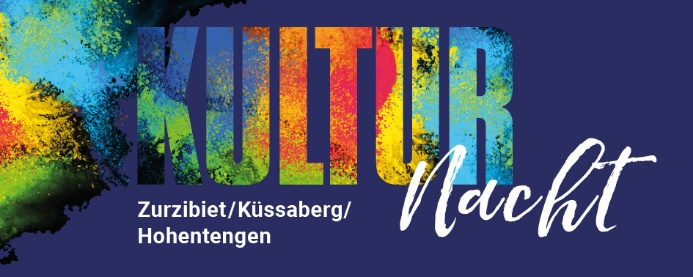 KULTUR
Nacht
Zurzibiet/Küssaberg/
Hohentengen